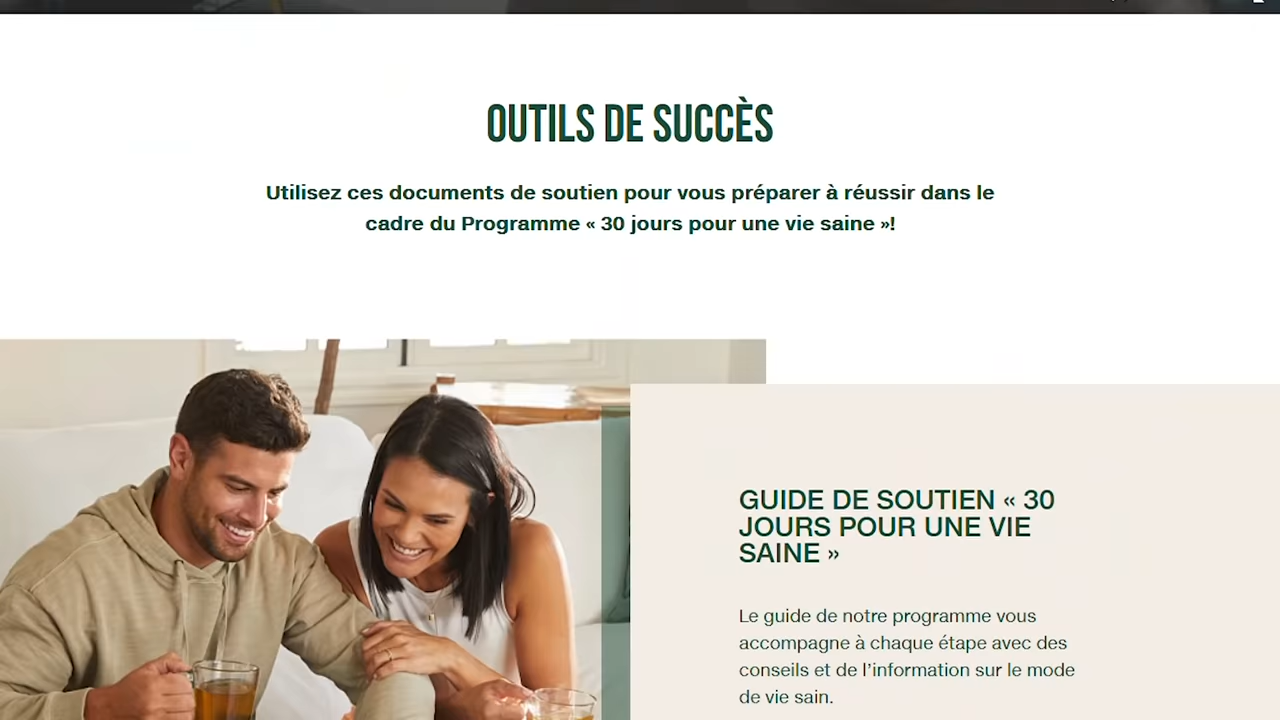 OUTILS DE SUCCÈS
Utilisez ces documents de soutien pour vous préparer à réussir dans le
cadre du Programme « 30 jours pour une vie saine »!
GUIDE DE SOUTIEN « 30
JOURS POUR UNE VIE
SAINE »
Le guide de notre programme vous
accompagne à chaque étape avec des
conseils et de l’information sur le mode
de vie sain.